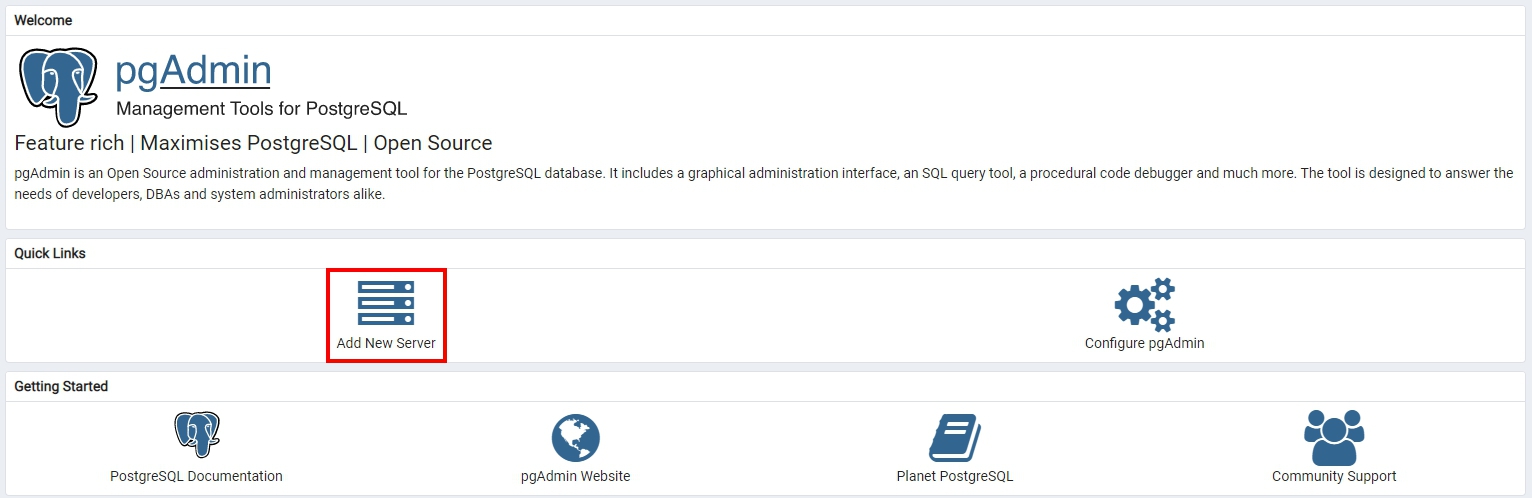 Welcome
pgAdmin
Management Tools for PostgreSQL
Feature rich | Maximises PostgreSQL | Open Source
pgAdmin is an Open Source administration and management tool for the PostgreSQL database. It includes a graphical administration interface, an SQL query tool, a procedural code debugger and much more. The tool is designed to answer the
needs of developers, DBAs and system administrators alike.
Quick Links
Add New Server
Configure pgAdmin
Getting Started
PostgreSQL Documentation
pgAdmin Website
Planet PostgreSQL
Community Support